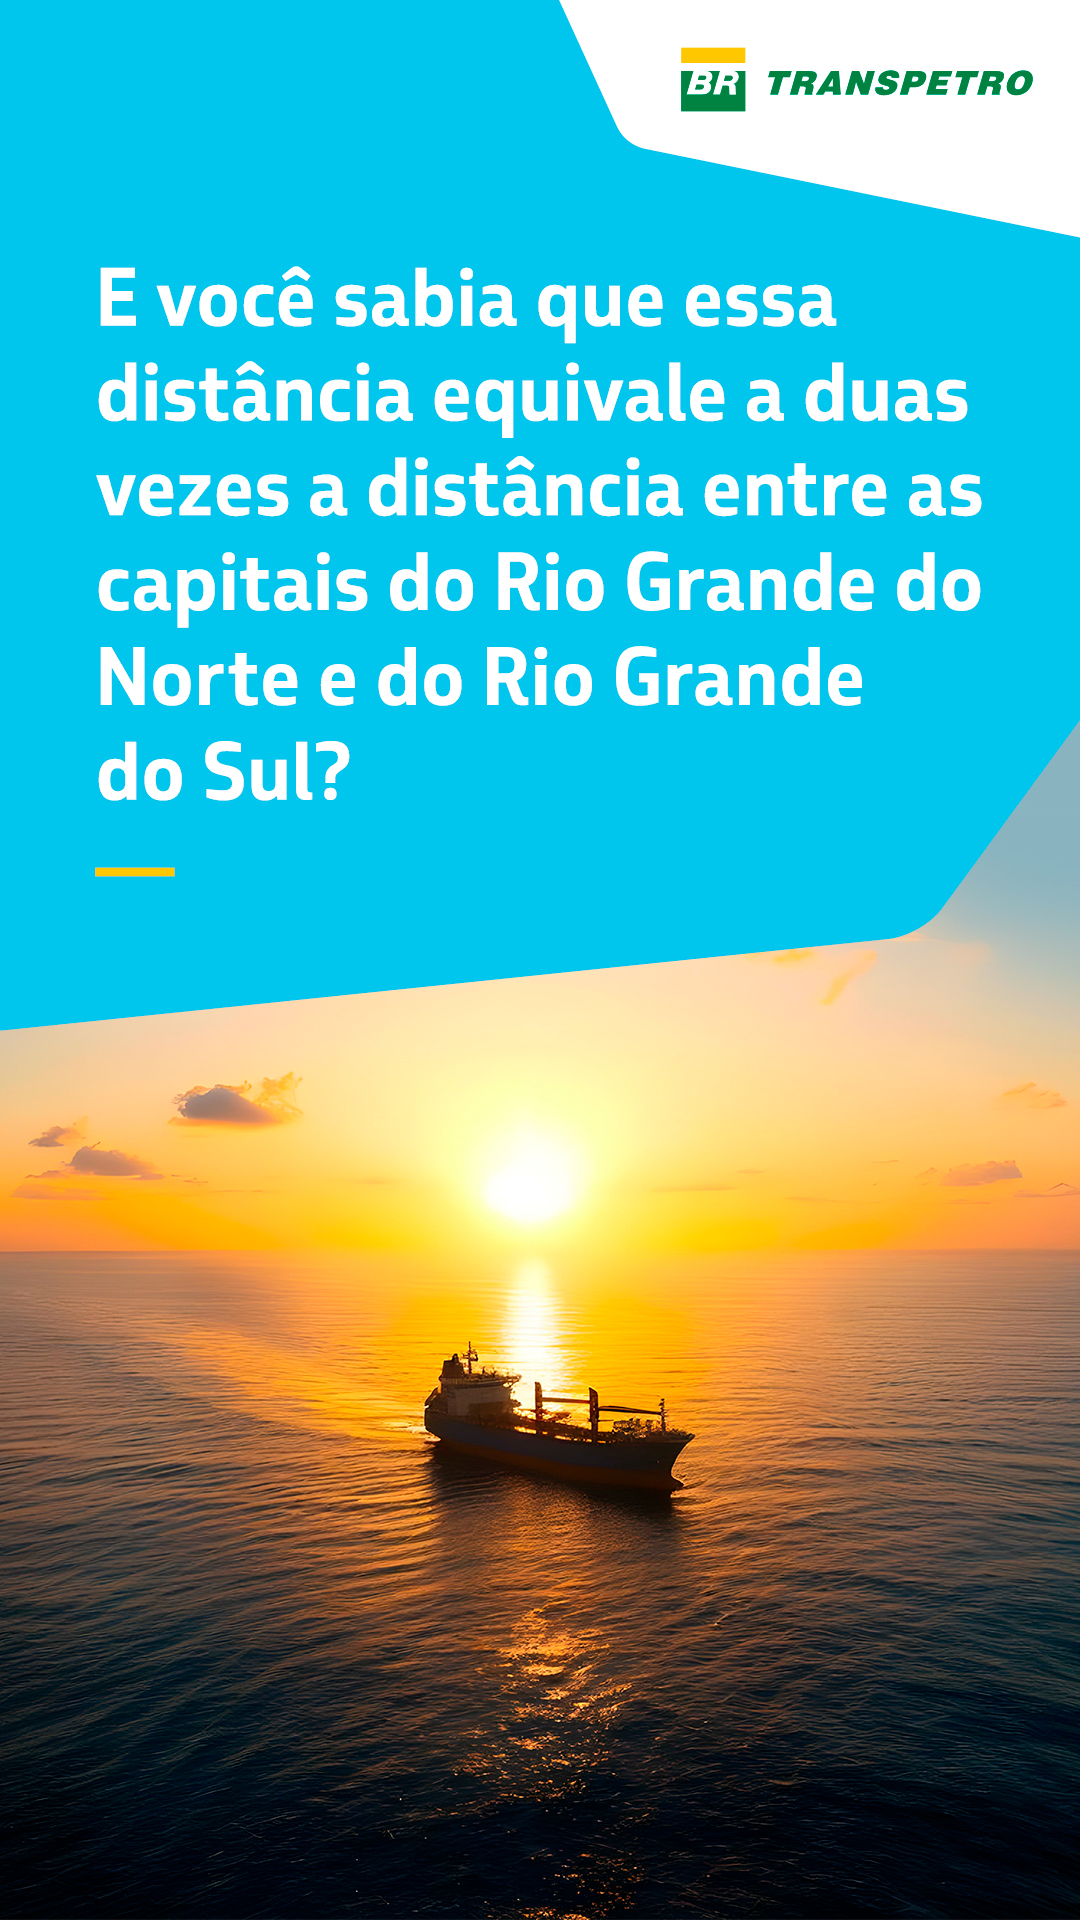 BR TRANSPETRO
E você sabia que essa
distância equivale a duas
vezes a distância entre as
capitais do Rio Grande do
Norte e do Rio Grande
do Sul?